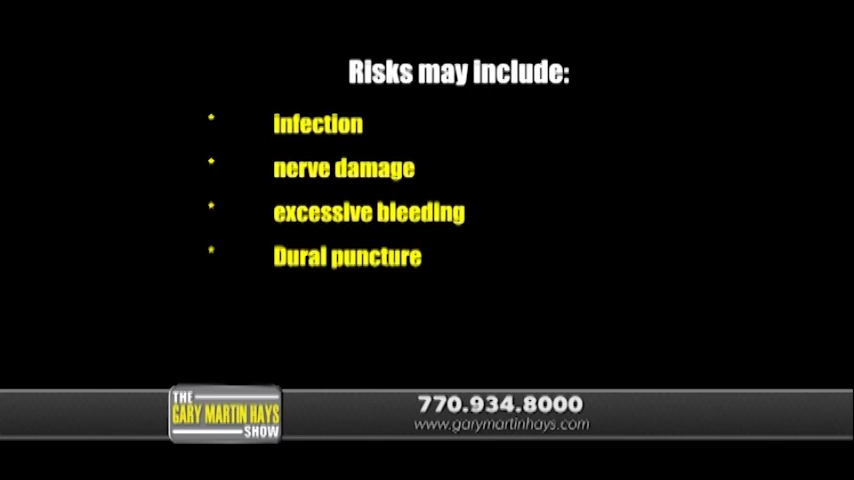 Risks may include:
* infection
* nerve damage
* excessive bleeding
* Dural puncture
THE
GARY MARTIN HAYS
SHOW
770.934.8000
www.garymartinhays.com